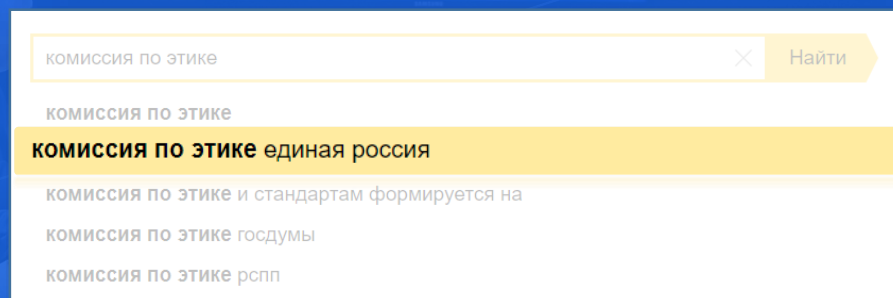 комиссия по этике
Найти
комиссия по этике
комиссия по этике единая россия
комиссия по этике и стандартам формируется на
комиссия по этике госдумы
комиссия по этике рспп